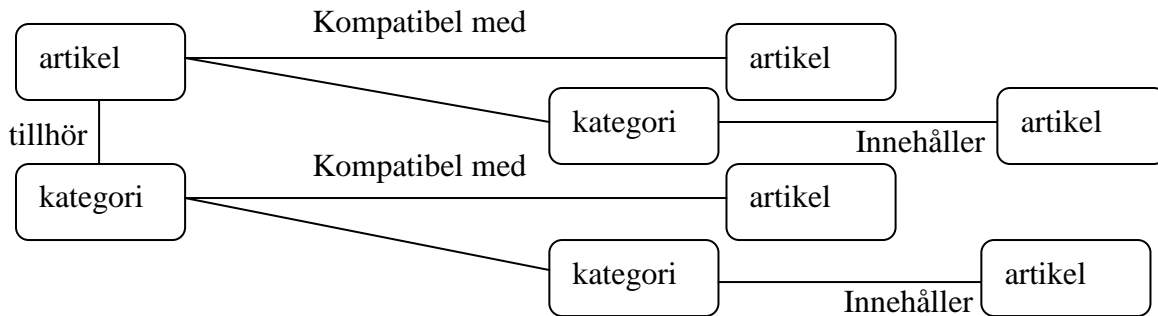 Kompatibel med
artikel
artikel
kategori
artikel
tillhör
Innehåller
Kompatibel med
kategori
artikel
kategori
artikel
Innehåller